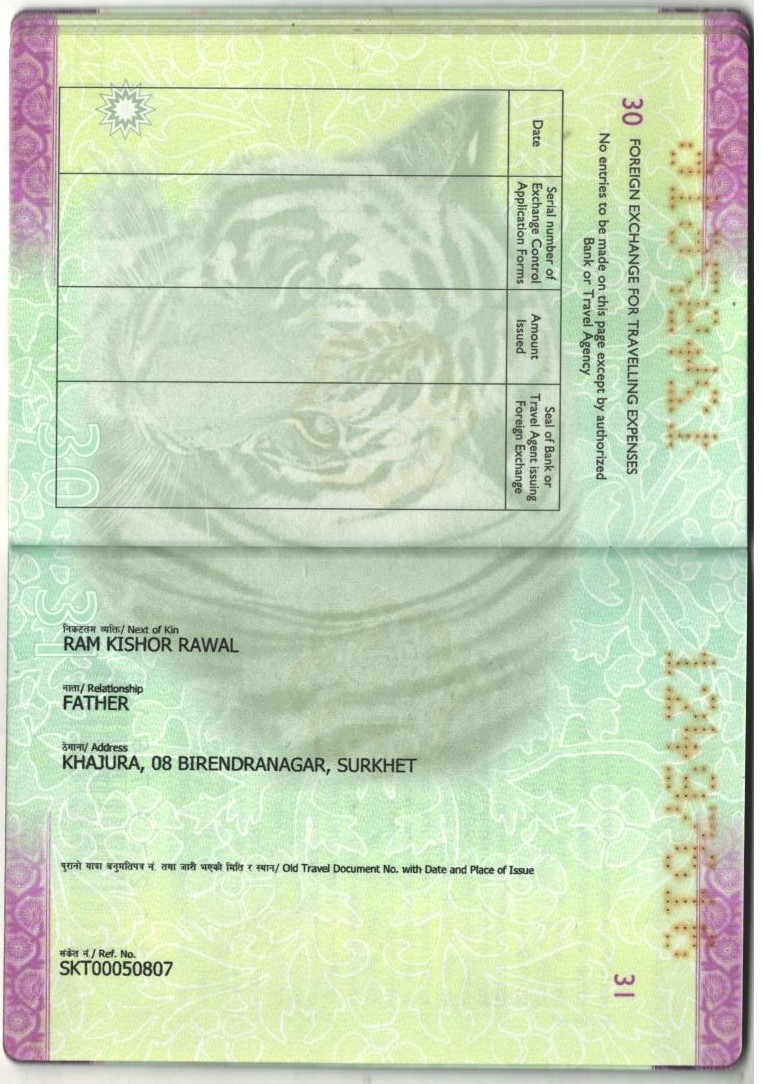 30
FOREIGN EXCHANGE FOR TRAVELLING EXPENSES
No entries to be made on this page except by authorized
Bank or Travel Agency
Date
Serial number of
Exchange Control
Application Forms
Amount
Issued
Seal of Bank or
Travel Agent issuing
Foreign Exchange
30
31
निकटतम व्यक्ति/ Next of Kin
RAM KISHOR RAWAL
नाता/ Relationship
FATHER
ठेगाना/ Address
KHAJURA, 08 BIRENDRANAGAR, SURKHET
पुरानो यात्रा अनुमतिपत्र नं. तथा जारी भएको मिति र स्थान/ Old Travel Document No. with Date and Place of Issue
संकेत नं./ Ref. No.
SKT00050807
31